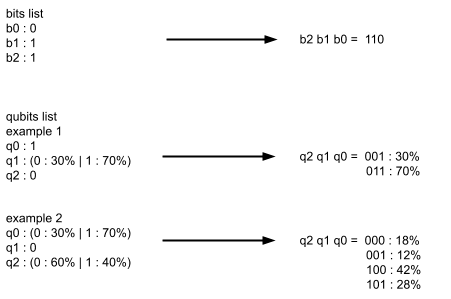 bits list
b0 : 0
b1 : 1
b2 : 1
b2 b1 b0 = 110
qubits list
example 1
q0 : 1
q1 : (0 : 30% | 1 : 70%)
q2 : 0
q2 q1 q0 = 001 : 30%
011 : 70%
example 2
q0 : (0 : 30% | 1 : 70%)
q1 : 0
q2 : (0 : 60% | 1 : 40%)
q2 q1 q0 = 000 : 18%
001 : 12%
100 : 42%
101 : 28%